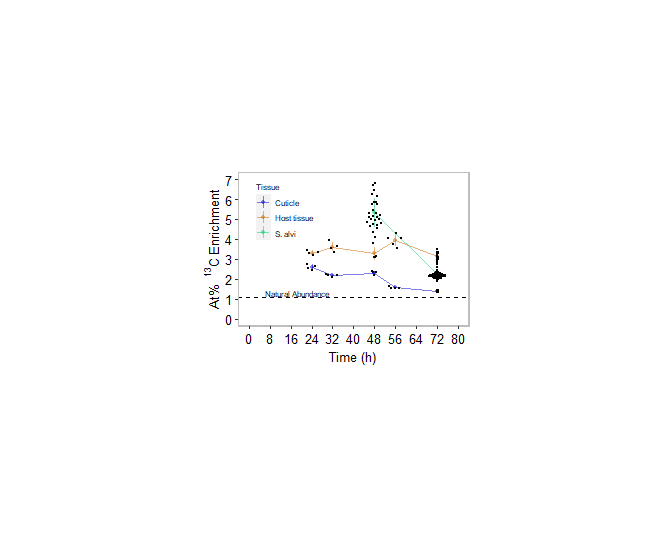 7
6
5
4
3
2
1
0
At% ¹³C Enrichment
Tissue
Cuticle
Host tissue
S. alvi
Natural Abundance
0 8 16 24 32 40 48 56 64 72 80
Time (h)